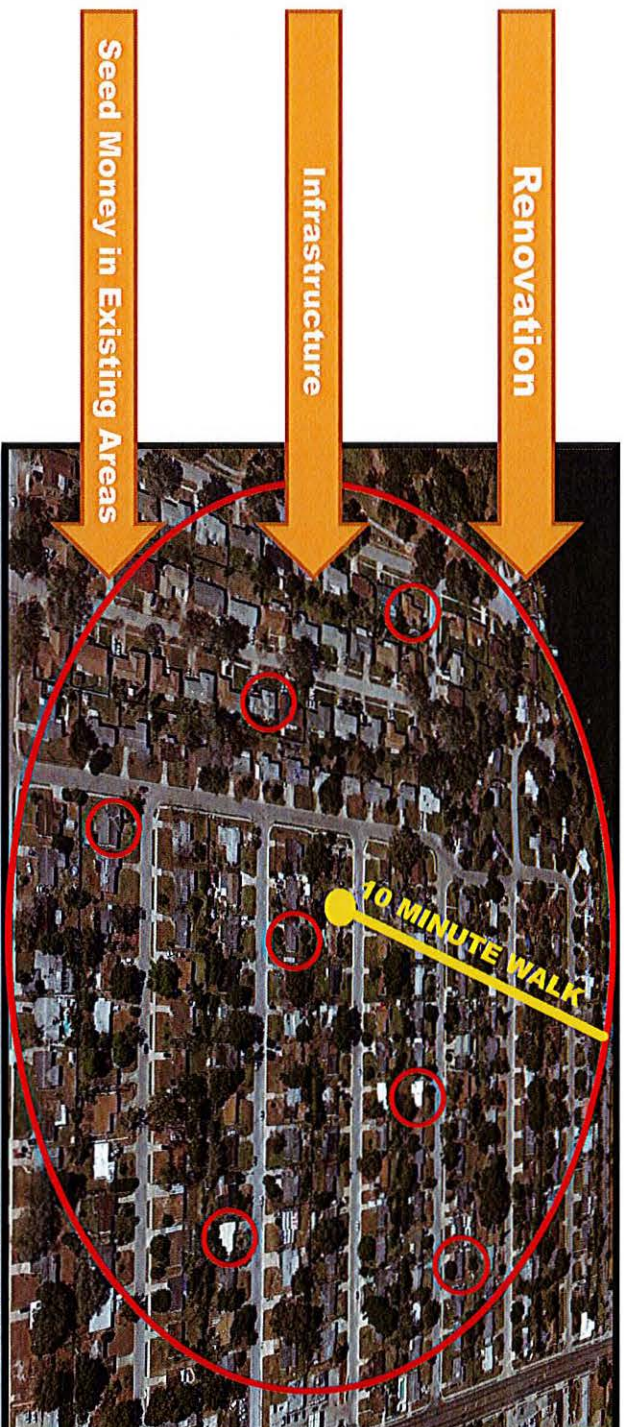 Renovation
Infrastructure
Seed Money in Existing Areas
10 MINUTE WALK